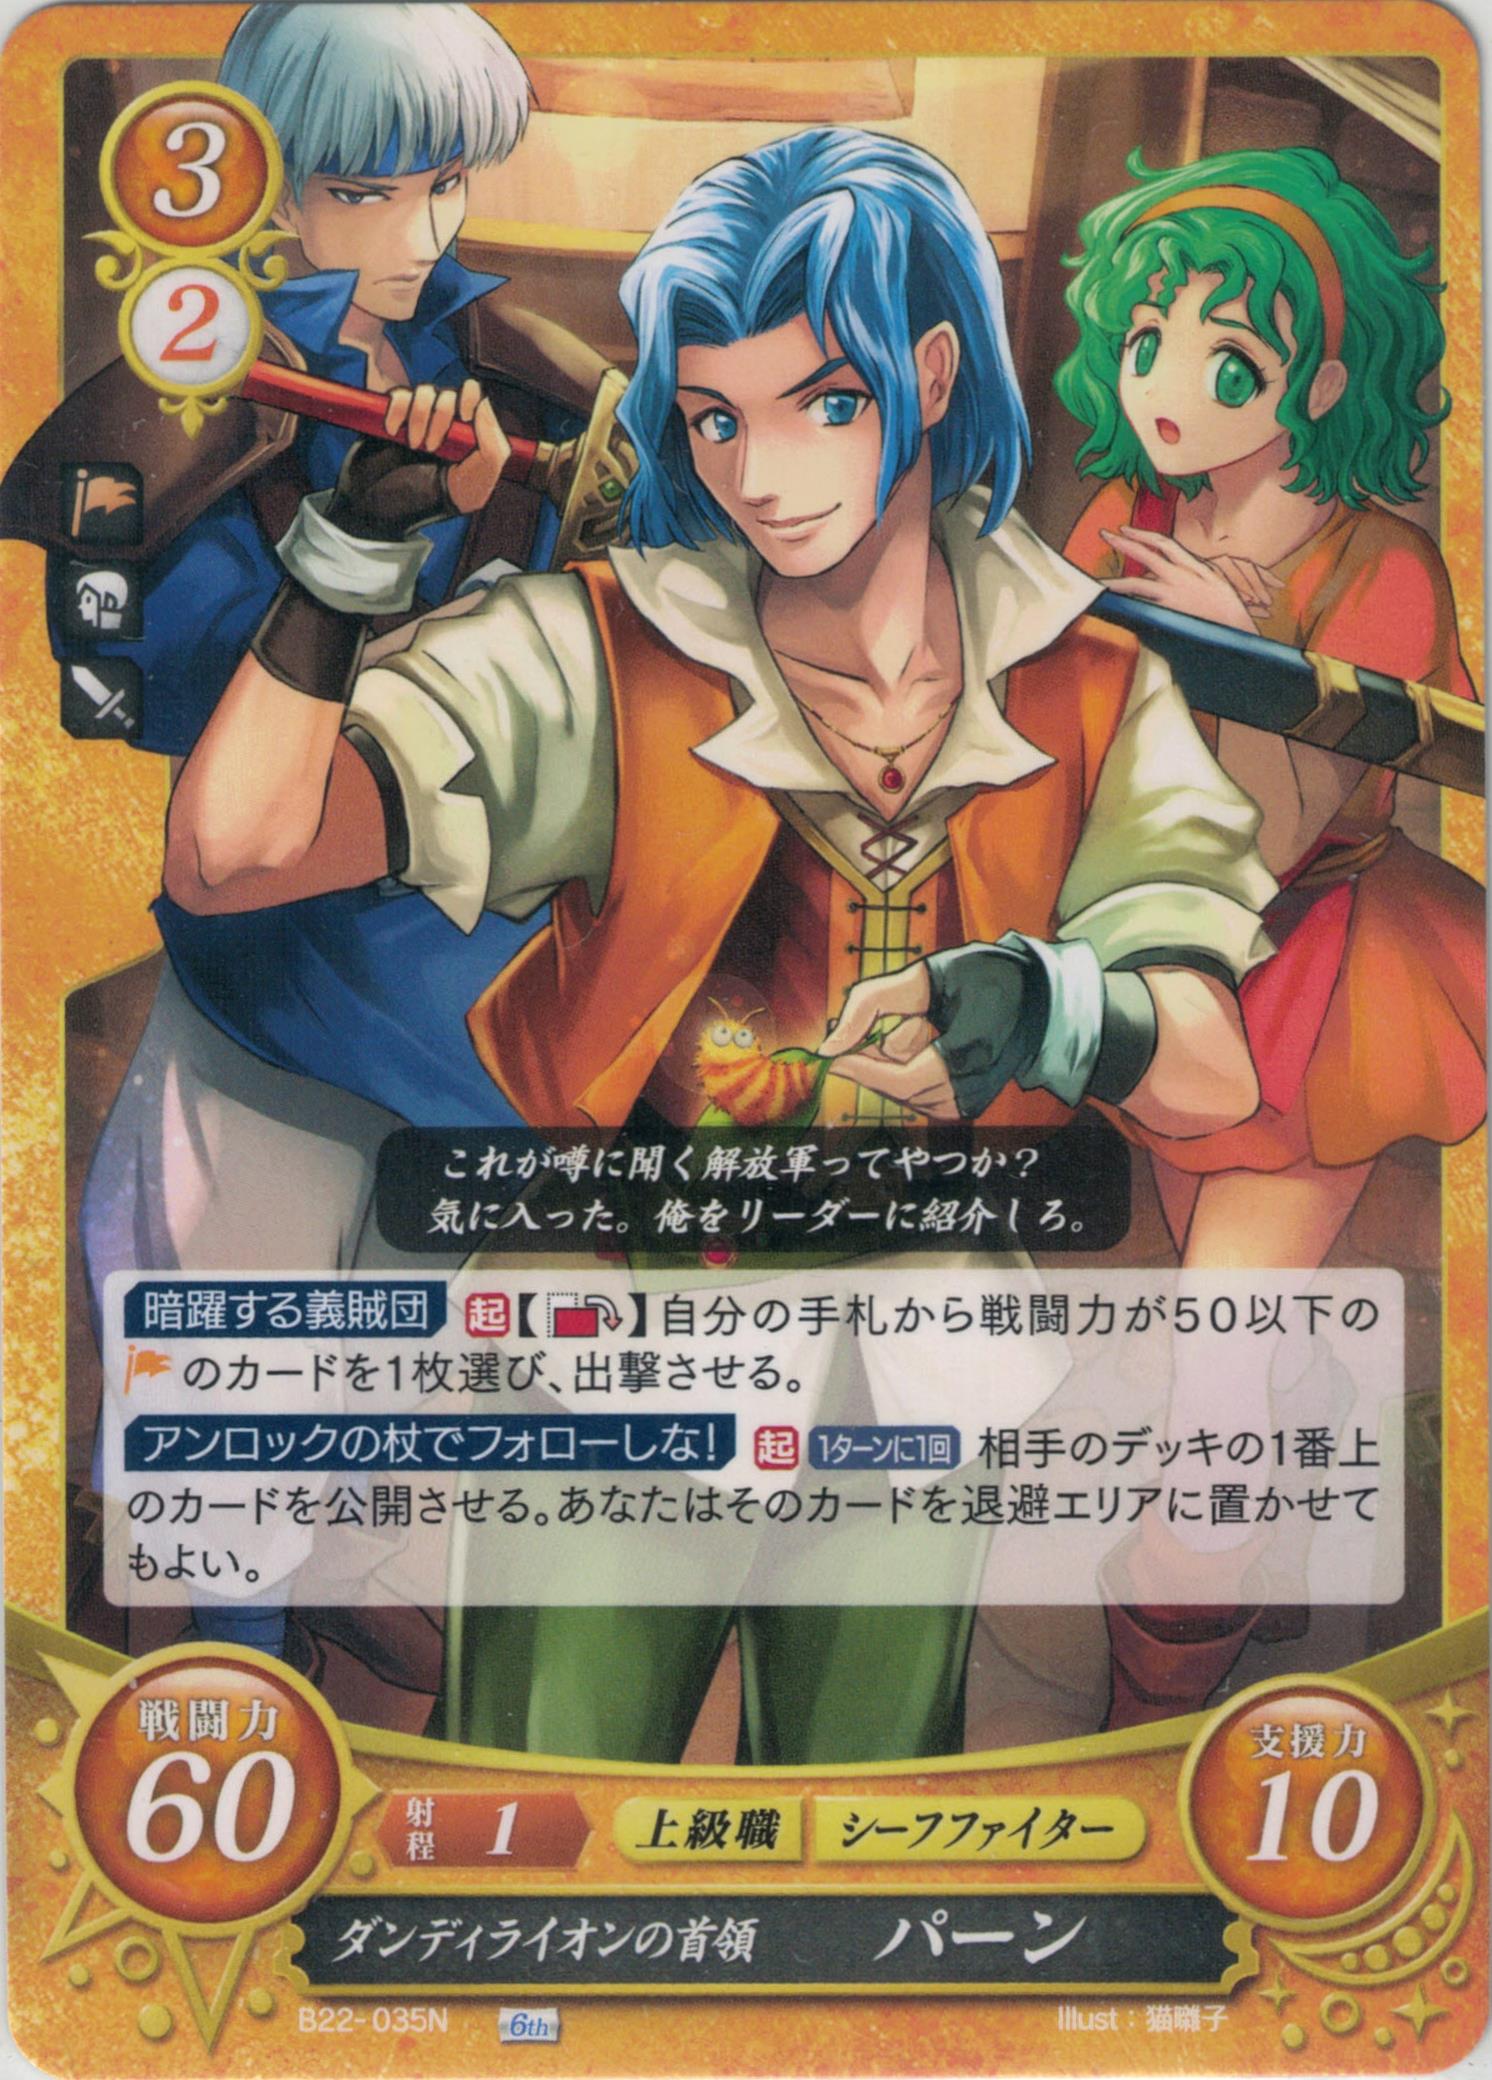 3
2
これが噂に聞く解放軍ってやつか？
気に入った。俺をリーダーに紹介しろ。
暗躍する義賊団 起【 】自分の手札から戦闘力が50以下の
のカードを1枚選び、出撃させる。
アンロックの杖でフォローしな！ 起 1ターンに1回 相手のデッキの1番上
のカードを公開させる。あなたはそのカードを退避エリアに置かせて
もよい。
戦闘力
60
射程 1
上級職 シーフファイター
支援力
10
ダンディライオンの首領 パーン
B22-035N 6th Illust：猫囃子